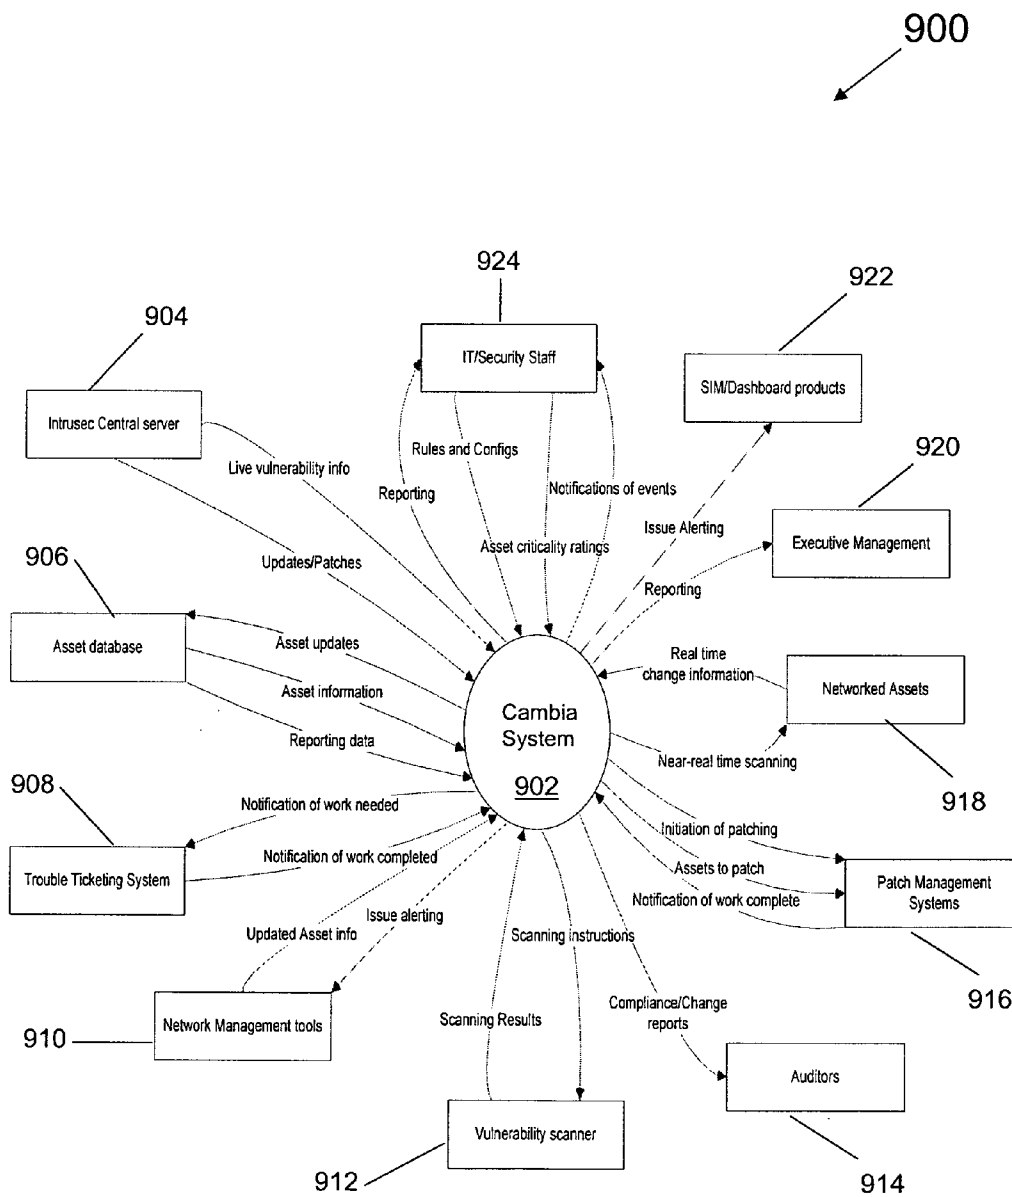 900
924
922
904
IT/Security Staff
SIM/Dashboard products
Intrusec Central server
920
Rules and Configs
Live vulnerability info
Reporting
Notifications of events
Issue Alerting
Executive Management
Asset criticality ratings
906
Updates/Patches
Reporting
Asset database
Asset updates
Real time
change information
Networked Assets
Asset information
Cambia
System
902
Reporting data
Near-real time scanning
908
918
Notification of work needed
Initiation of patching
Notification of work completed
Assets to patch
Trouble Ticketing System
Patch Management
Systems
Notification of work complete
Issue alerting
Updated Asset info
Scanning instructions
916
Compliance/Change
reports
Scanning Results
Network Management tools
910
Auditors
Vulnerability scanner
912
914